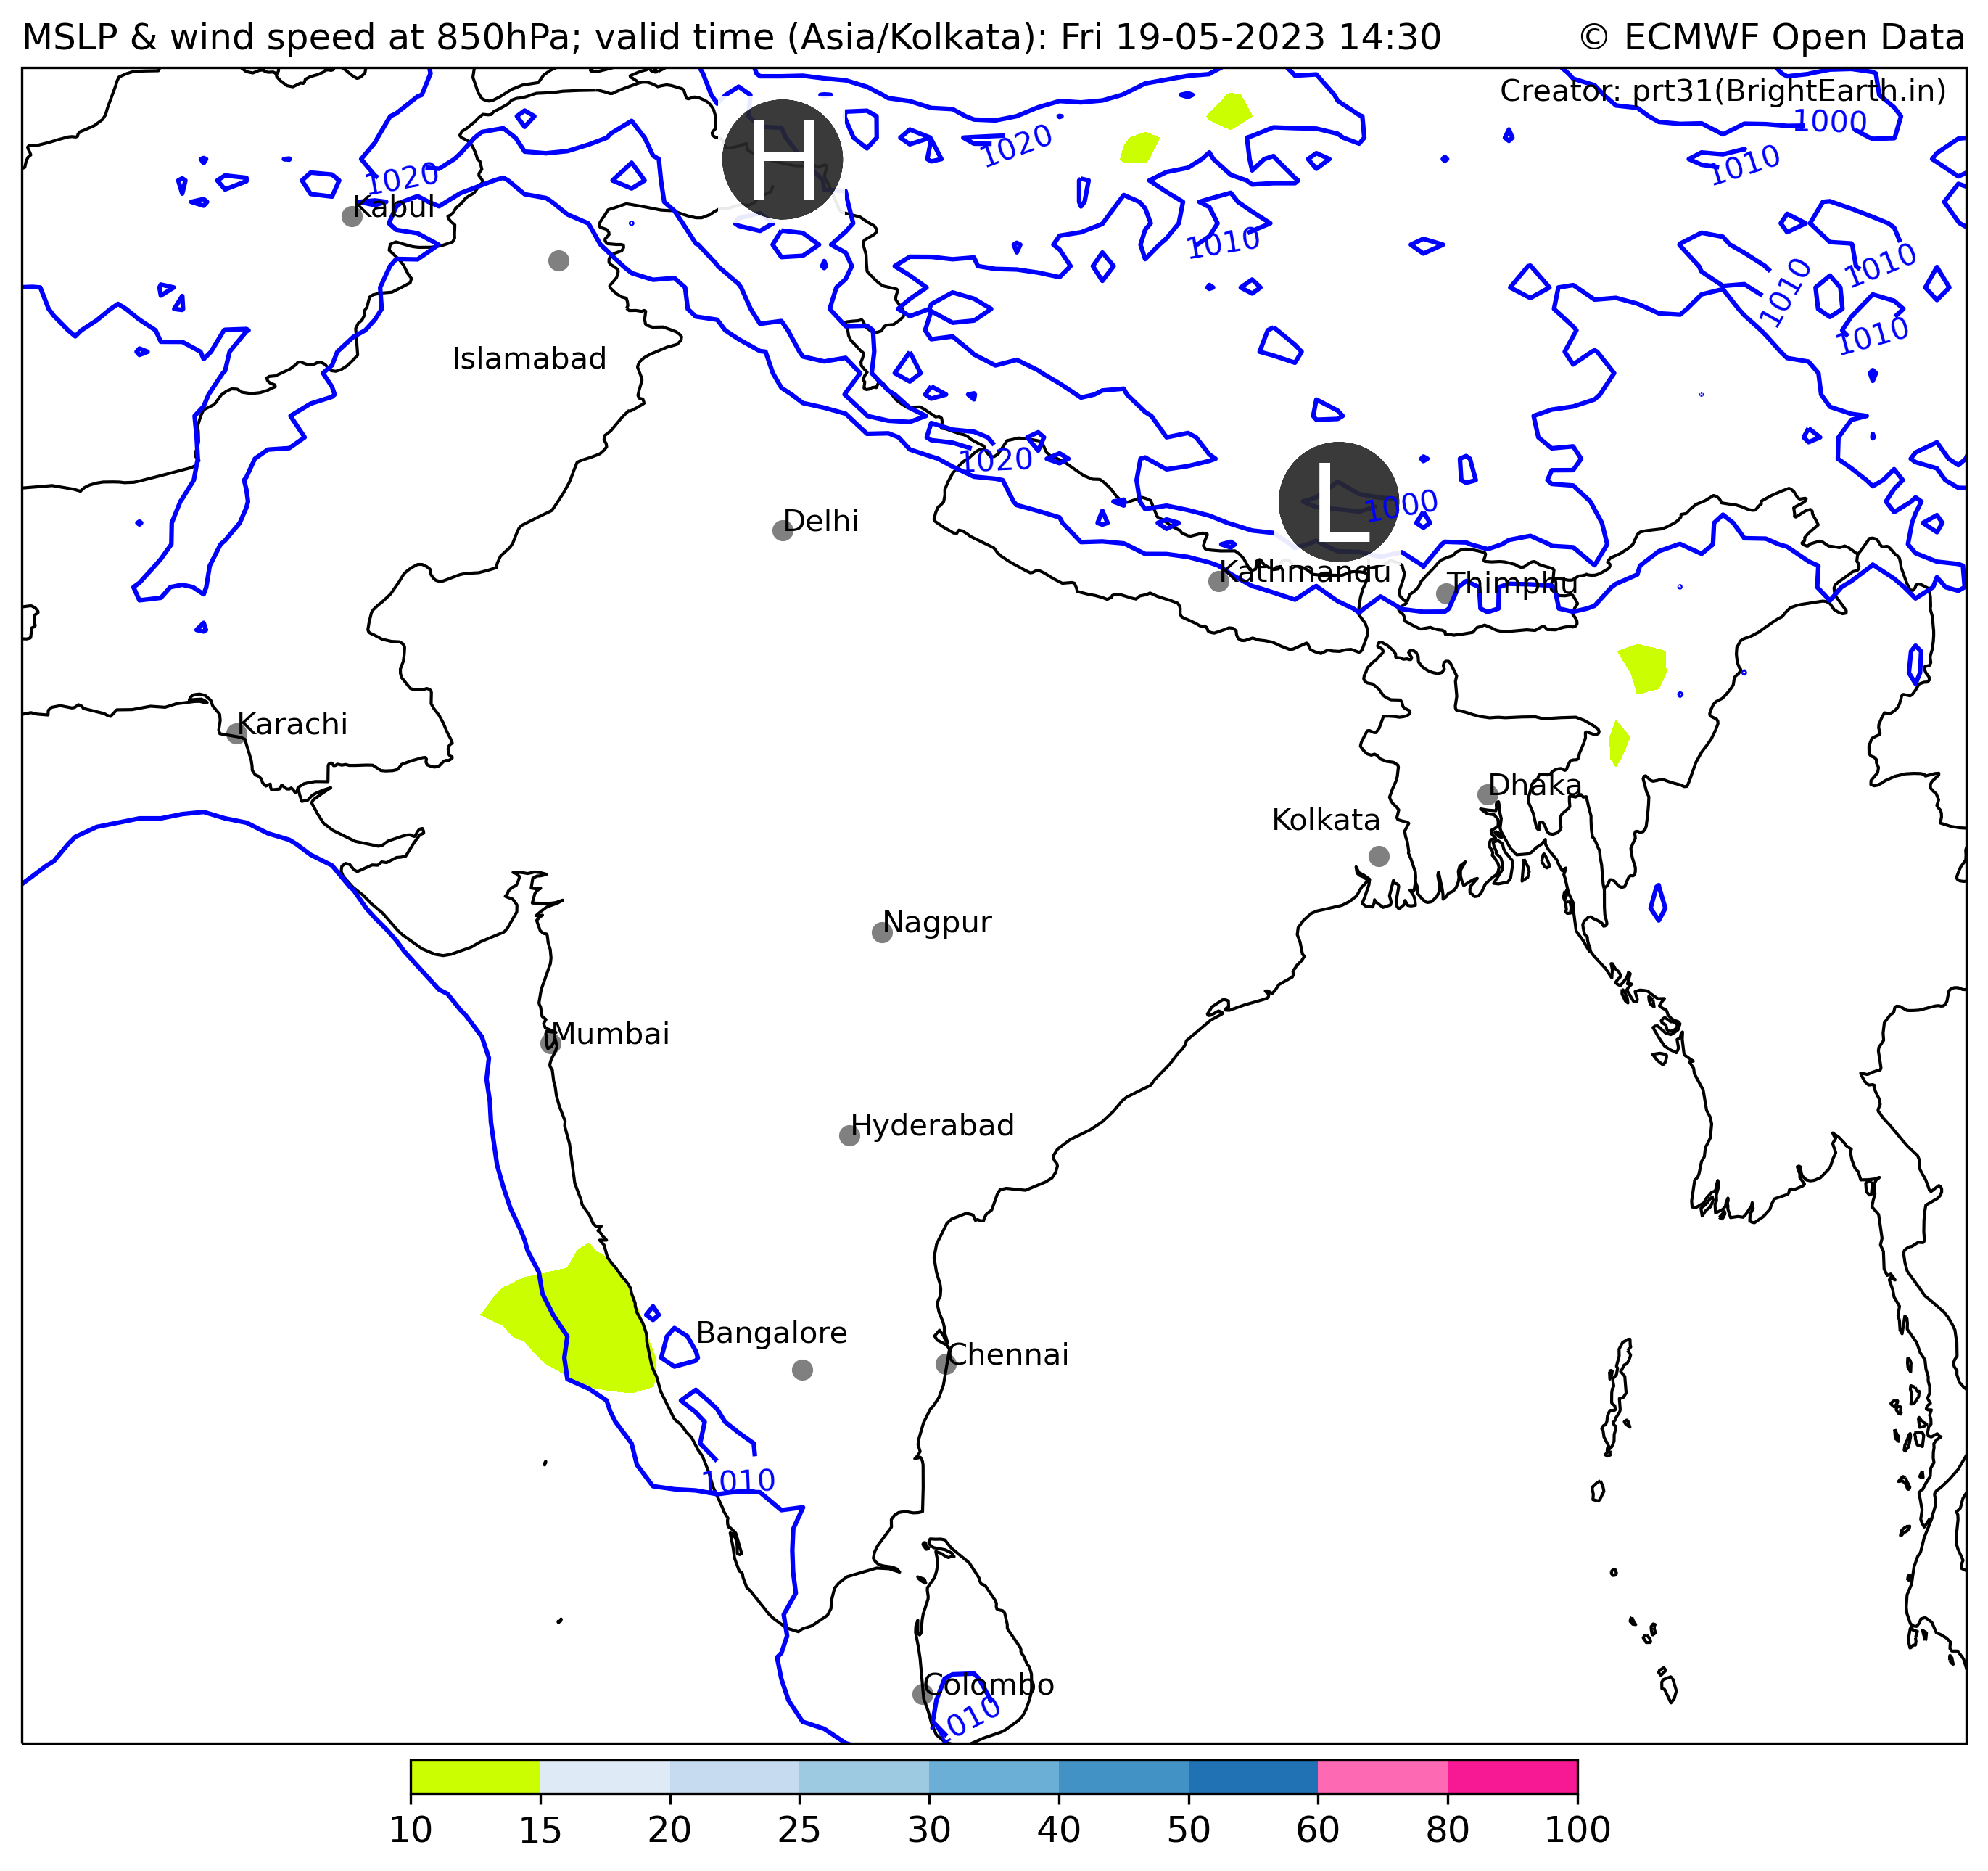 MSLP & wind speed at 850hPa; valid time (Asia/Kolkata): Fri 19-05-2023 14:30
© ECMWF Open Data
Creator: prt31(BrightEarth.in)
1000
H
1020
1010
1020
Kabul
1010
1010
1010
1010
Islamabad
1020
L
1000
Delhi
Kathmandu
Thimphu
Karachi
Dhaka
Kolkata
Nagpur
Mumbai
Hyderabad
Bangalore
Chennai
1010
Colombo
1010
10 15 20 25 30 40 50 60 80 100